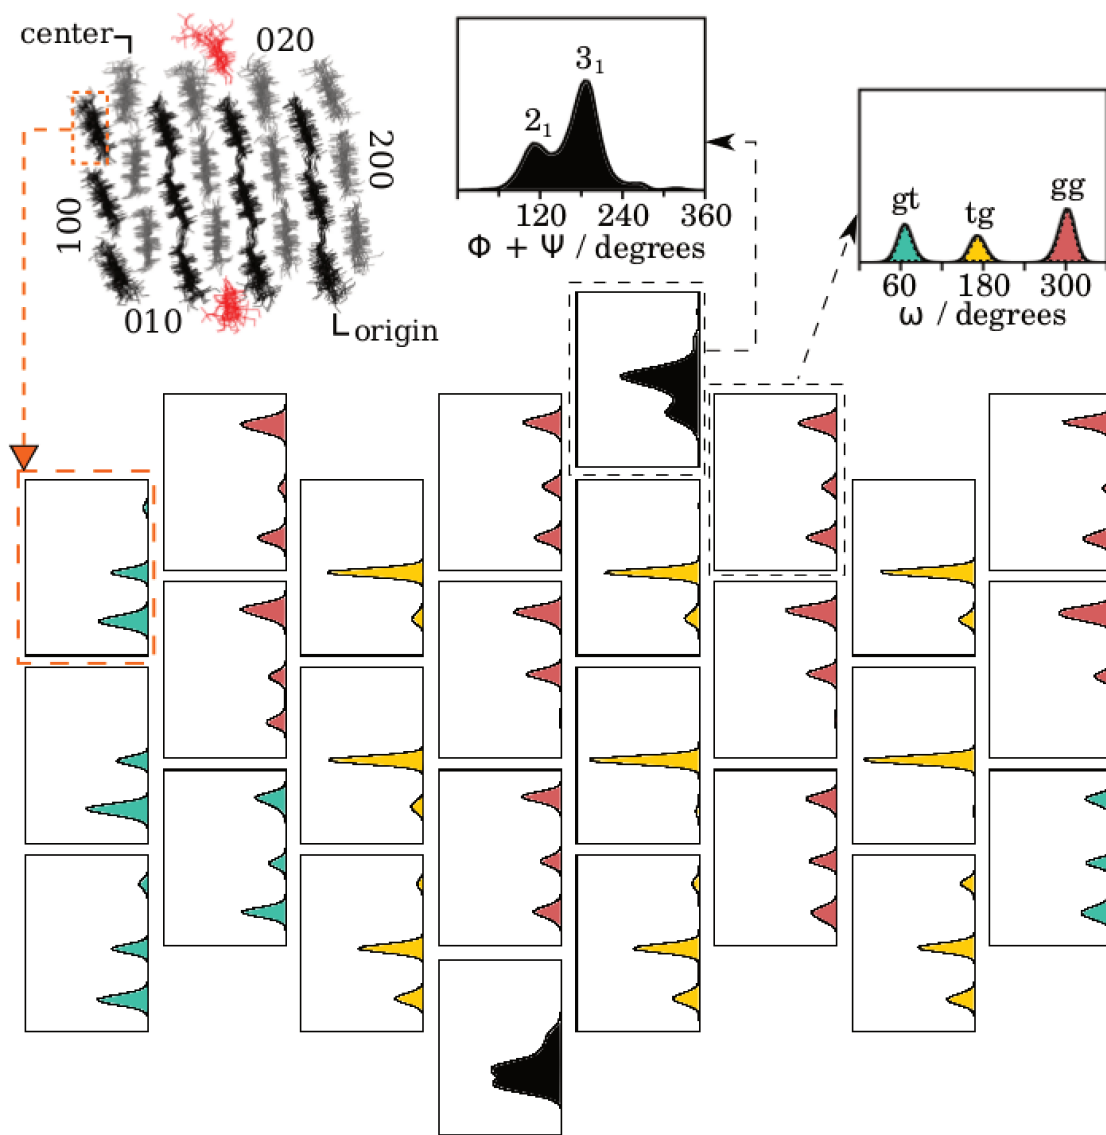 center
020
200
100
010
origin
3₁
2₁
120 240 360
Φ + Ψ / degrees
gt tg gg
60 180 300
ω / degrees